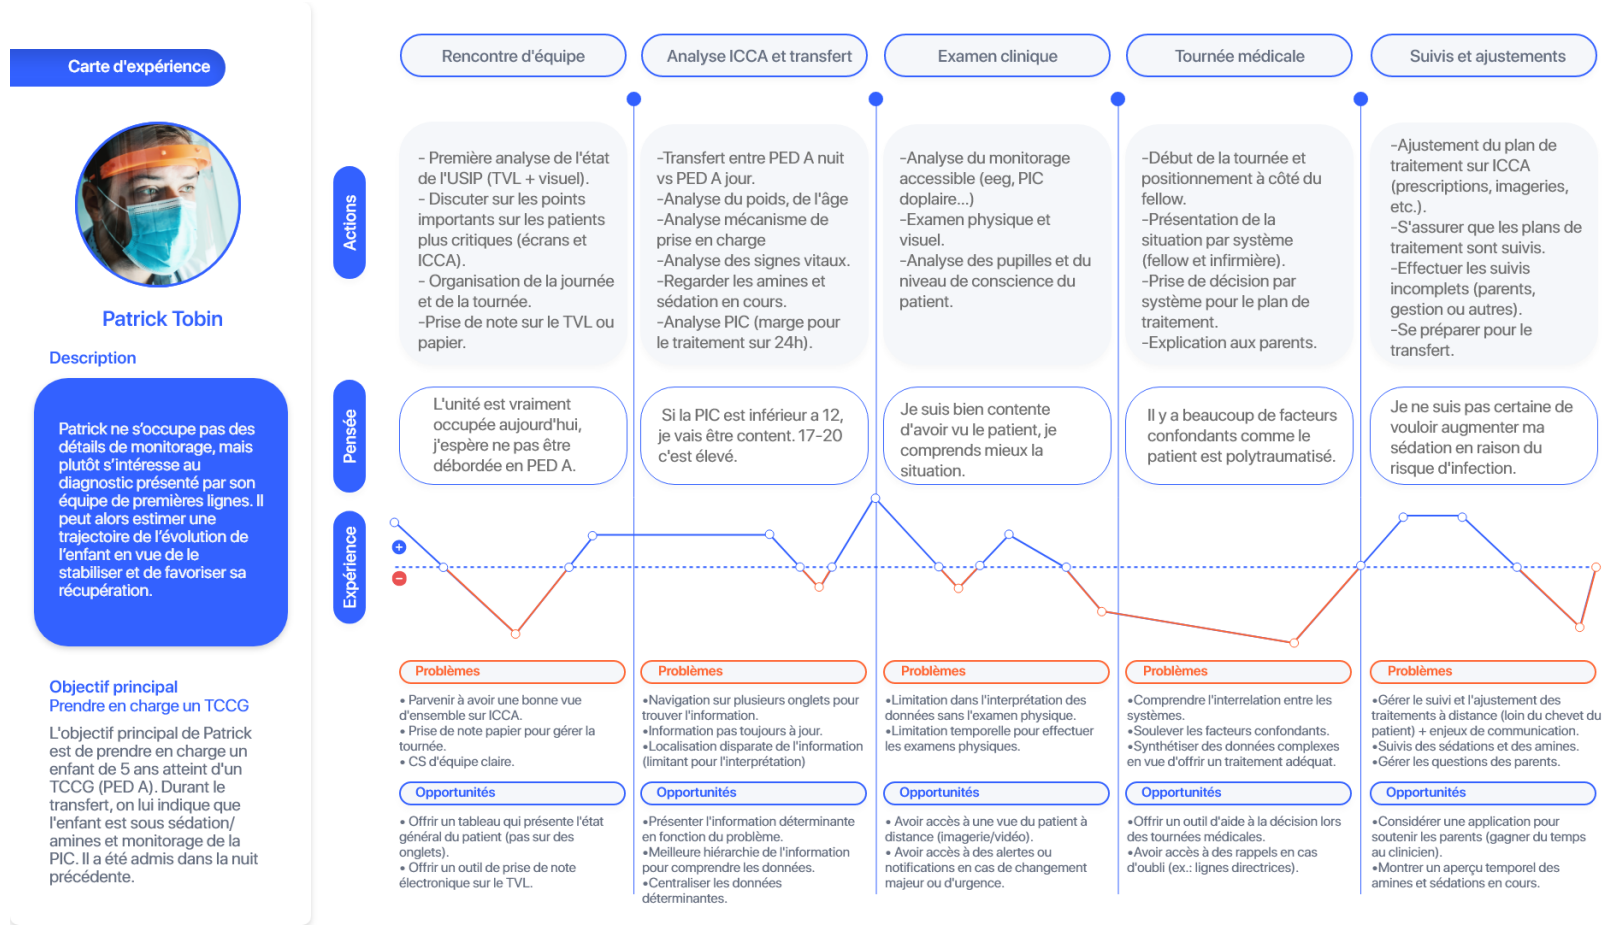 Carte d'expérience
Patrick Tobin
Description
Patrick ne s'occupe pas des
détails de monitorage, mais
plutôt s'intéresse au
diagnostic présenté par son
équipe de premières lignes. Il
peut alors estimer une
trajectoire de l'évolution de
l'enfant en vue de le
stabiliser et de favoriser sa
récupération.
Objectif principal
Prendre en charge un TCCG
L'objectif principal de Patrick
est de prendre en charge un
enfant de 5 ans atteint d'un
TCCG (PED A). Durant le
transfert, on lui indique que
l'enfant est sous sédation/
amines et monitorage de la
PIC. Il a été admis dans la nuit
précédente.
Rencontre d'équipe
Analyse ICCA et transfert
Examen clinique
Tournée médicale
Suivis et ajustements
Actions
- Première analyse de l'état
de l'USIP (TVL + visuel).
- Discuter sur les points
importants sur les patients
plus critiques (écrans et
ICCA).
- Organisation de la journée
et de la tournée.
-Prise de note sur le TVL ou
papier.
-Transfert entre PED A nuit
vs PED A jour.
-Analyse du poids, de l'âge
-Analyse mécanisme de
prise en charge
-Analyse des signes vitaux.
-Regarder les amines et
sédation en cours.
-Analyse PIC (marge pour
le traitement sur 24h).
-Analyse du monitorage
accessible (eeg, PIC
doplaire...)
-Examen physique et
visuel.
-Analyse des pupilles et du
niveau de conscience du
patient.
-Début de la tournée et
positionnement à côté du
fellow.
-Présentation de la
situation par système
(fellow et infirmière).
-Prise de décision par
système pour le plan de
traitement.
-Explication aux parents.
-Ajustement du plan de
traitement sur ICCA
(prescriptions, imageries,
etc.).
-S'assurer que les plans de
traitement sont suivis.
-Effectuer les suivis
incomplets (parents,
gestion ou autres).
-Se préparer pour le
transfert.
Pensée
L'unité est vraiment
occupée aujourd'hui,
j'espère ne pas être
débordée en PED A.
Si la PIC est inférieur a 12,
je vais être content. 17-20
c'est élevé.
Je suis bien contente
d'avoir vu le patient, je
comprends mieux la
situation.
Il y a beaucoup de facteurs
confondants comme le
patient est polytraumatisé.
Je ne suis pas certaine de
vouloir augmenter ma
sédation en raison du
risque d'infection.
Expérience
+
−
Problèmes
• Parvenir à avoir une bonne vue
d'ensemble sur ICCA.
• Prise de note papier pour gérer la
tournée.
• CS d'équipe claire.
Problèmes
•Navigation sur plusieurs onglets pour
trouver l'information.
•Information pas toujours à jour.
•Localisation disparate de l'information
(limitant pour l'interprétation)
Problèmes
•Limitation dans l'interprétation des
données sans l'examen physique.
•Limitation temporelle pour effectuer
les examens physiques.
Problèmes
•Comprendre l'interrelation entre les
systèmes.
•Soulever les facteurs confondants.
•Synthétiser des données complexes
en vue d'offrir un traitement adéquat.
Problèmes
•Gérer le suivi et l'ajustement des
traitements à distance (loin du chevet du
patient) + enjeux de communication.
•Suivis des sédations et des amines.
•Gérer les questions des parents.
Opportunités
• Offrir un tableau qui présente l'état
général du patient (pas sur des
onglets).
• Offrir un outil de prise de note
électronique sur le TVL.
Opportunités
•Présenter l'information déterminante
en fonction du problème.
•Meilleure hiérarchie de l'information
pour comprendre les données.
•Centraliser les données
déterminantes.
Opportunités
• Avoir accès à une vue du patient à
distance (imagerie/vidéo).
• Avoir accès à des alertes ou
notifications en cas de changement
majeur ou d'urgence.
Opportunités
•Offrir un outil d'aide à la décision lors
des tournées médicales.
•Avoir accès à des rappels en cas
d'oubli (ex.: lignes directrices).
Opportunités
•Considérer une application pour
soutenir les parents (gagner du temps
au clinicien).
•Montrer un aperçu temporel des
amines et sédations en cours.